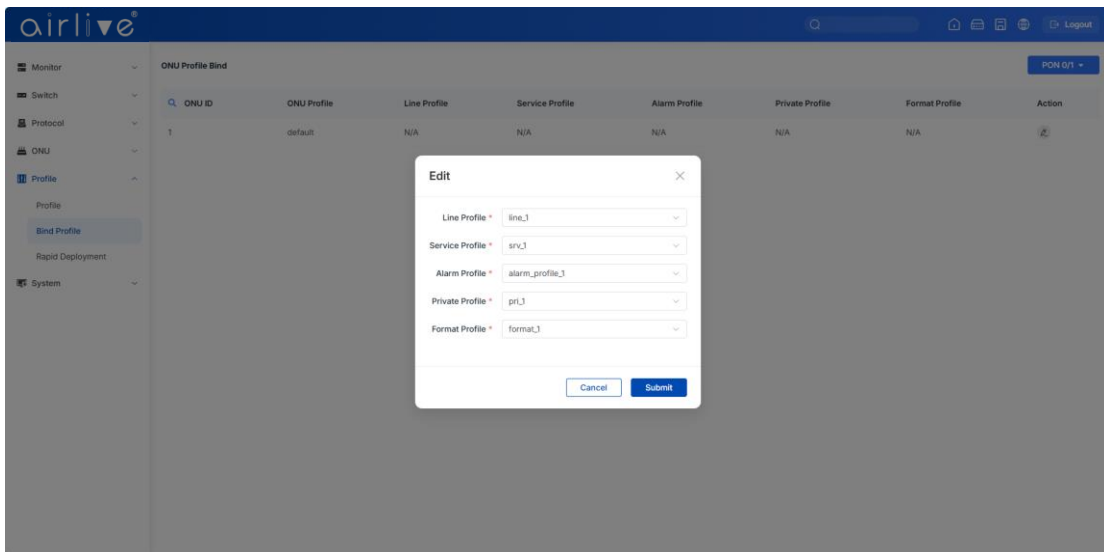 airlive®
Logout
Monitor
Switch
Protocol
ONU
Profile
Profile
Bind Profile
Rapid Deployment
System
ONU Profile Bind
PON 0/1
ONU ID ONU Profile Line Profile Service Profile Alarm Profile Private Profile Format Profile Action
1 default N/A N/A N/A N/A N/A
Edit
Line Profile * line_1
Service Profile * srv_1
Alarm Profile * alarm_profile_1
Private Profile * pri_1
Format Profile * format_1
Cancel Submit